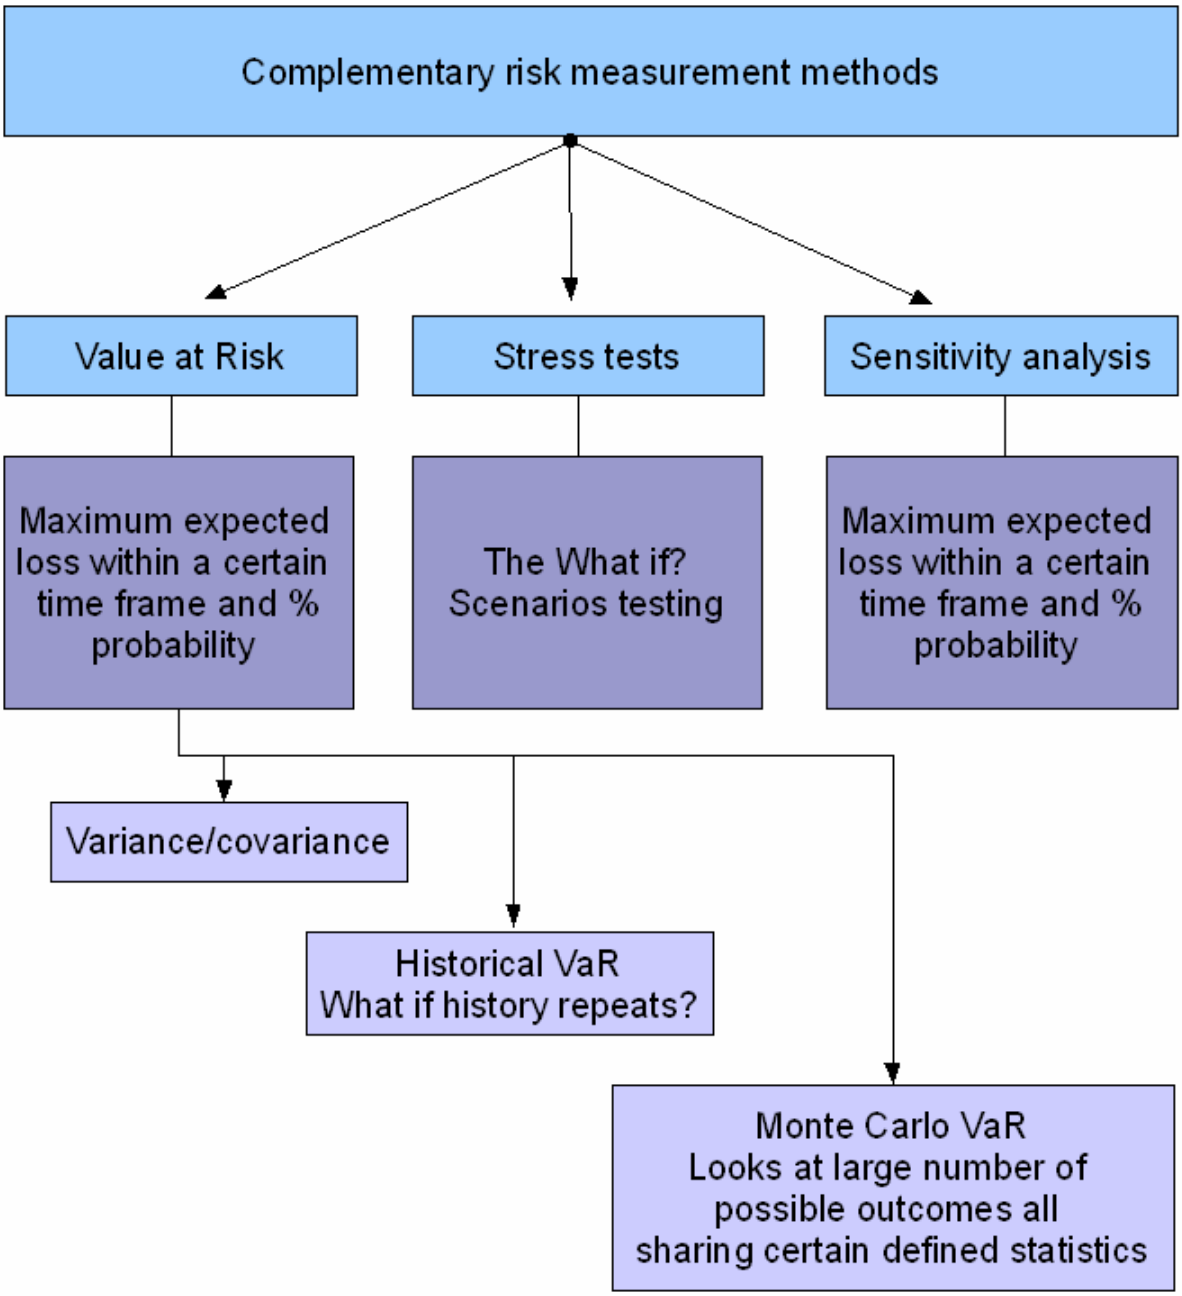 Complementary risk measurement methods
Value at Risk
Stress tests
Sensitivity analysis
Maximum expected
loss within a certain
time frame and %
probability
The What if?
Scenarios testing
Maximum expected
loss within a certain
time frame and %
probability
Variance/covariance
Historical VaR
What if history repeats?
Monte Carlo VaR
Looks at large number of
possible outcomes all
sharing certain defined statistics